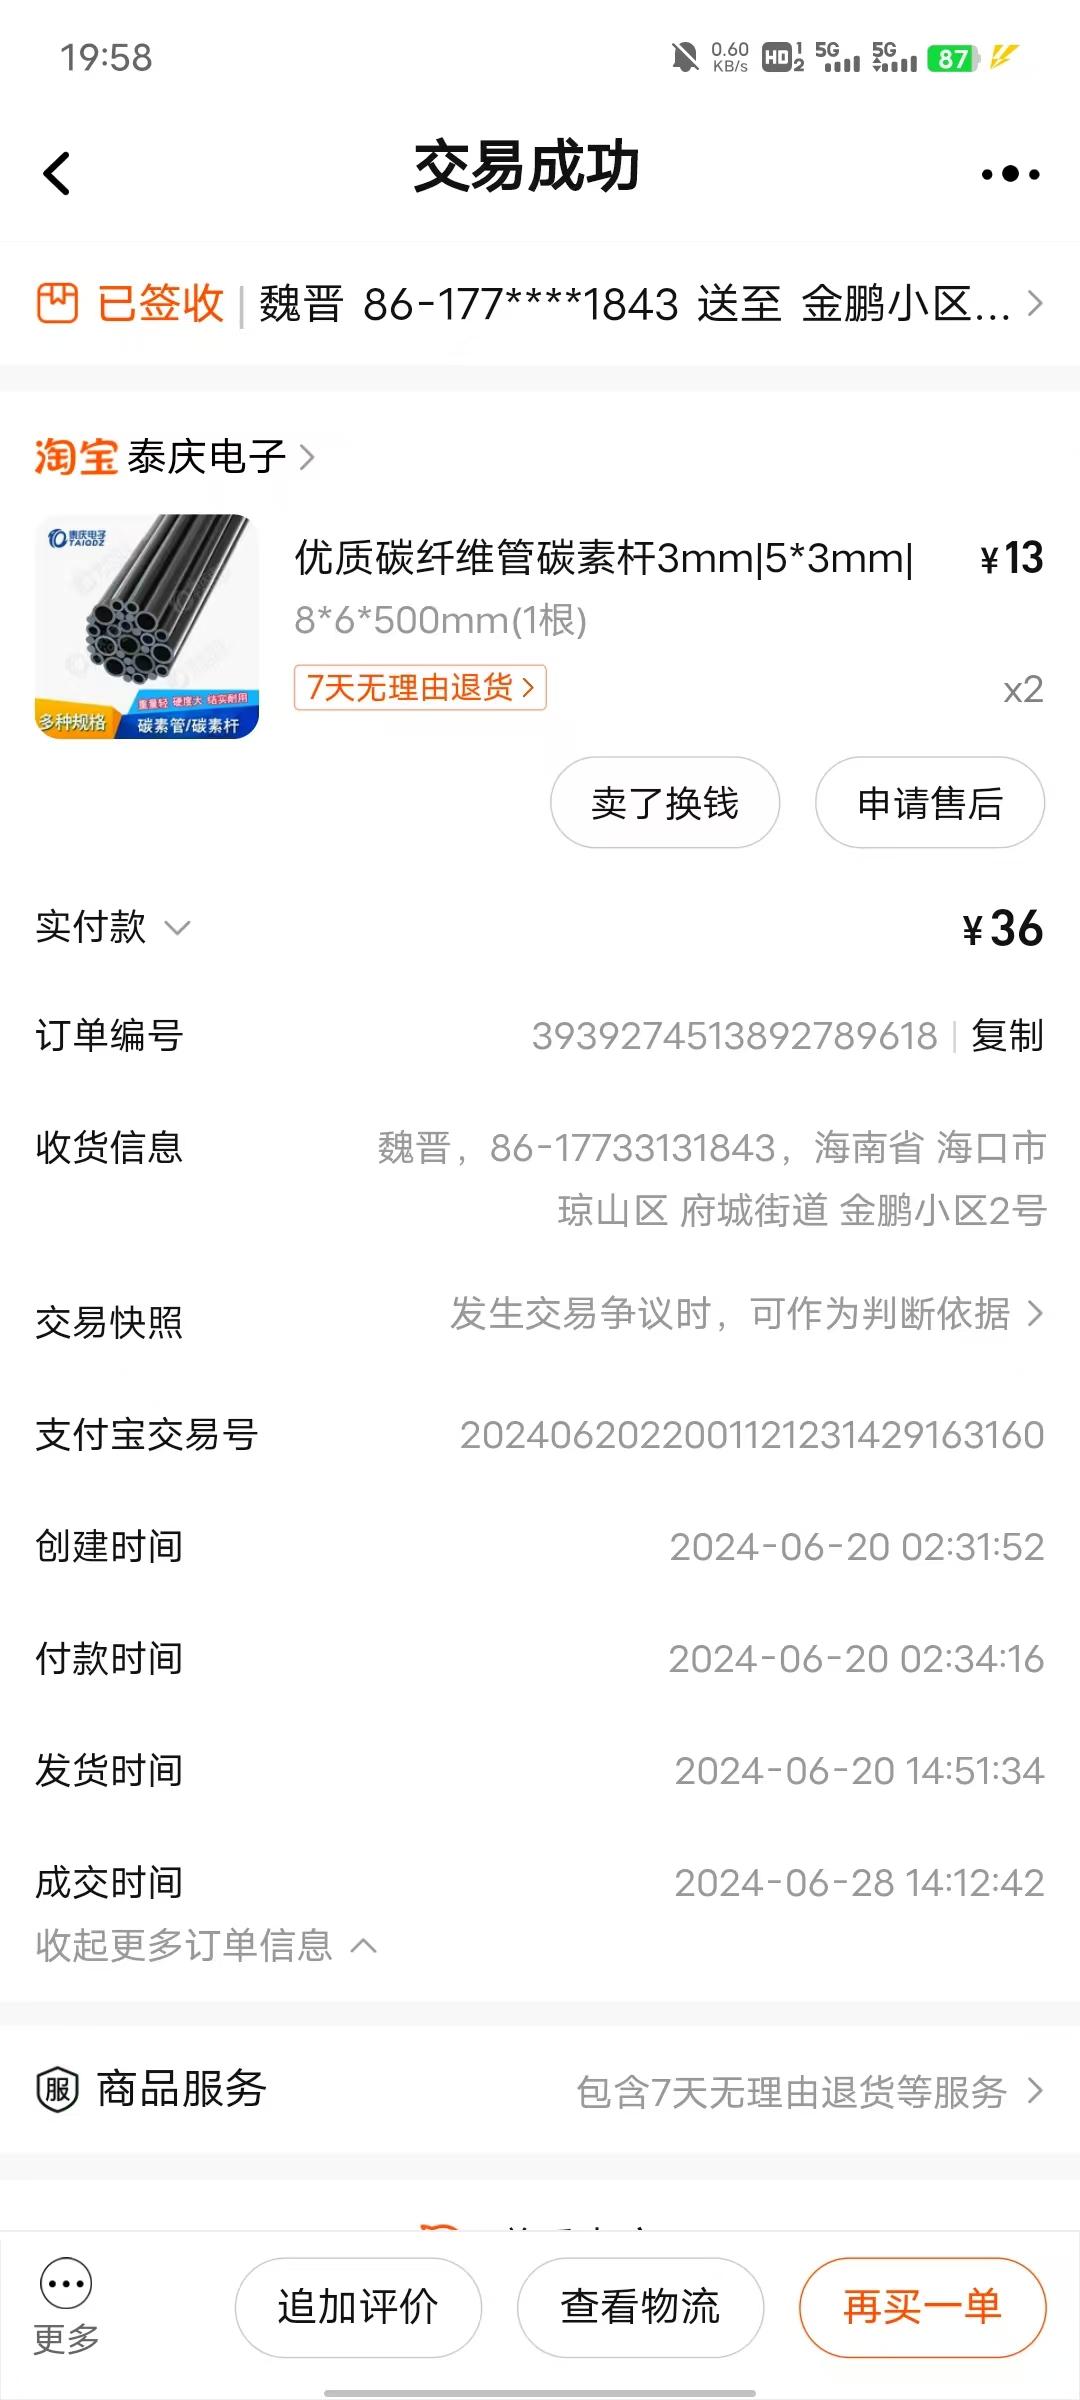 19:58 0.60 KB/s HD 1 2 5G 5G 87
交易成功
已签收 | 魏晋 86-177****1843 送至 金鹏小区...
淘宝 泰庆电子
泰庆电子
TAIQDZ
重量轻 硬度大 结实耐用
多种规格 碳素管/碳素杆
优质碳纤维管碳素杆3mm|5*3mm| ¥13
8*6*500mm(1根)
7天无理由退货 x2
卖了换钱 申请售后
实付款 ¥36
订单编号 3939274513892789618 | 复制
收货信息 魏晋，86-17733131843，海南省 海口市
琼山区 府城街道 金鹏小区2号
交易快照 发生交易争议时，可作为判断依据
支付宝交易号 2024062022001121231429163160
创建时间 2024-06-20 02:31:52
付款时间 2024-06-20 02:34:16
发货时间 2024-06-20 14:51:34
成交时间 2024-06-28 14:12:42
收起更多订单信息
服 商品服务 包含7天无理由退货等服务
更多 追加评价 查看物流 再买一单